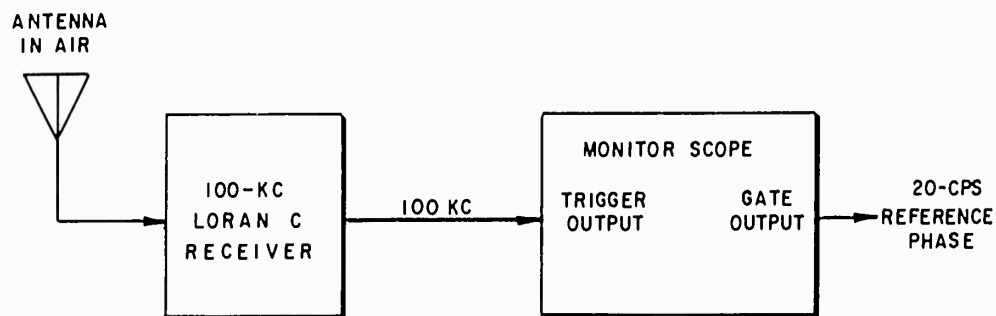 ANTENNA
IN AIR
100-KC
LORAN C
RECEIVER
100 KC
MONITOR SCOPE
TRIGGER
OUTPUT
GATE
OUTPUT
20-CPS
REFERENCE
PHASE